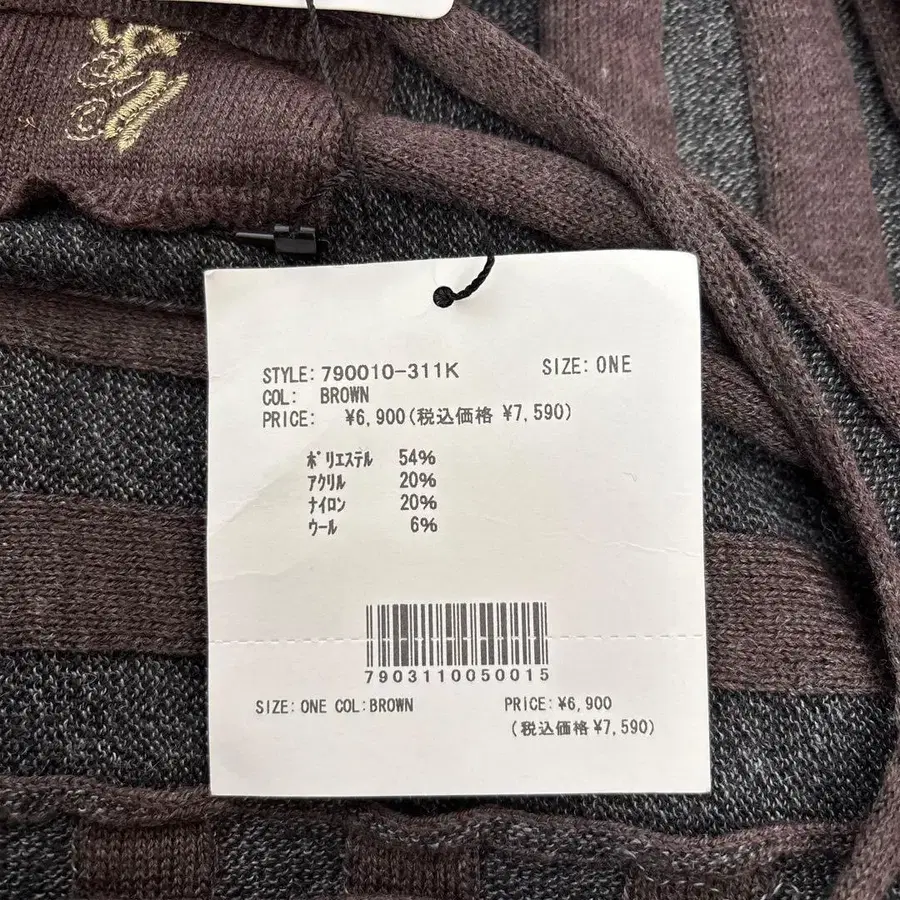 STYLE: 790010-311K SIZE: ONE
COL: BROWN
PRICE: ¥6,900(税込価格 ¥7,590)
ﾎﾟﾘｴｽﾃﾙ 54%
ｱｸﾘﾙ 20%
ﾅｲﾛﾝ 20%
ｳｰﾙ 6%
7903110050015
SIZE: ONE COL: BROWN PRICE: ¥6,900
(税込価格 ¥7,590)